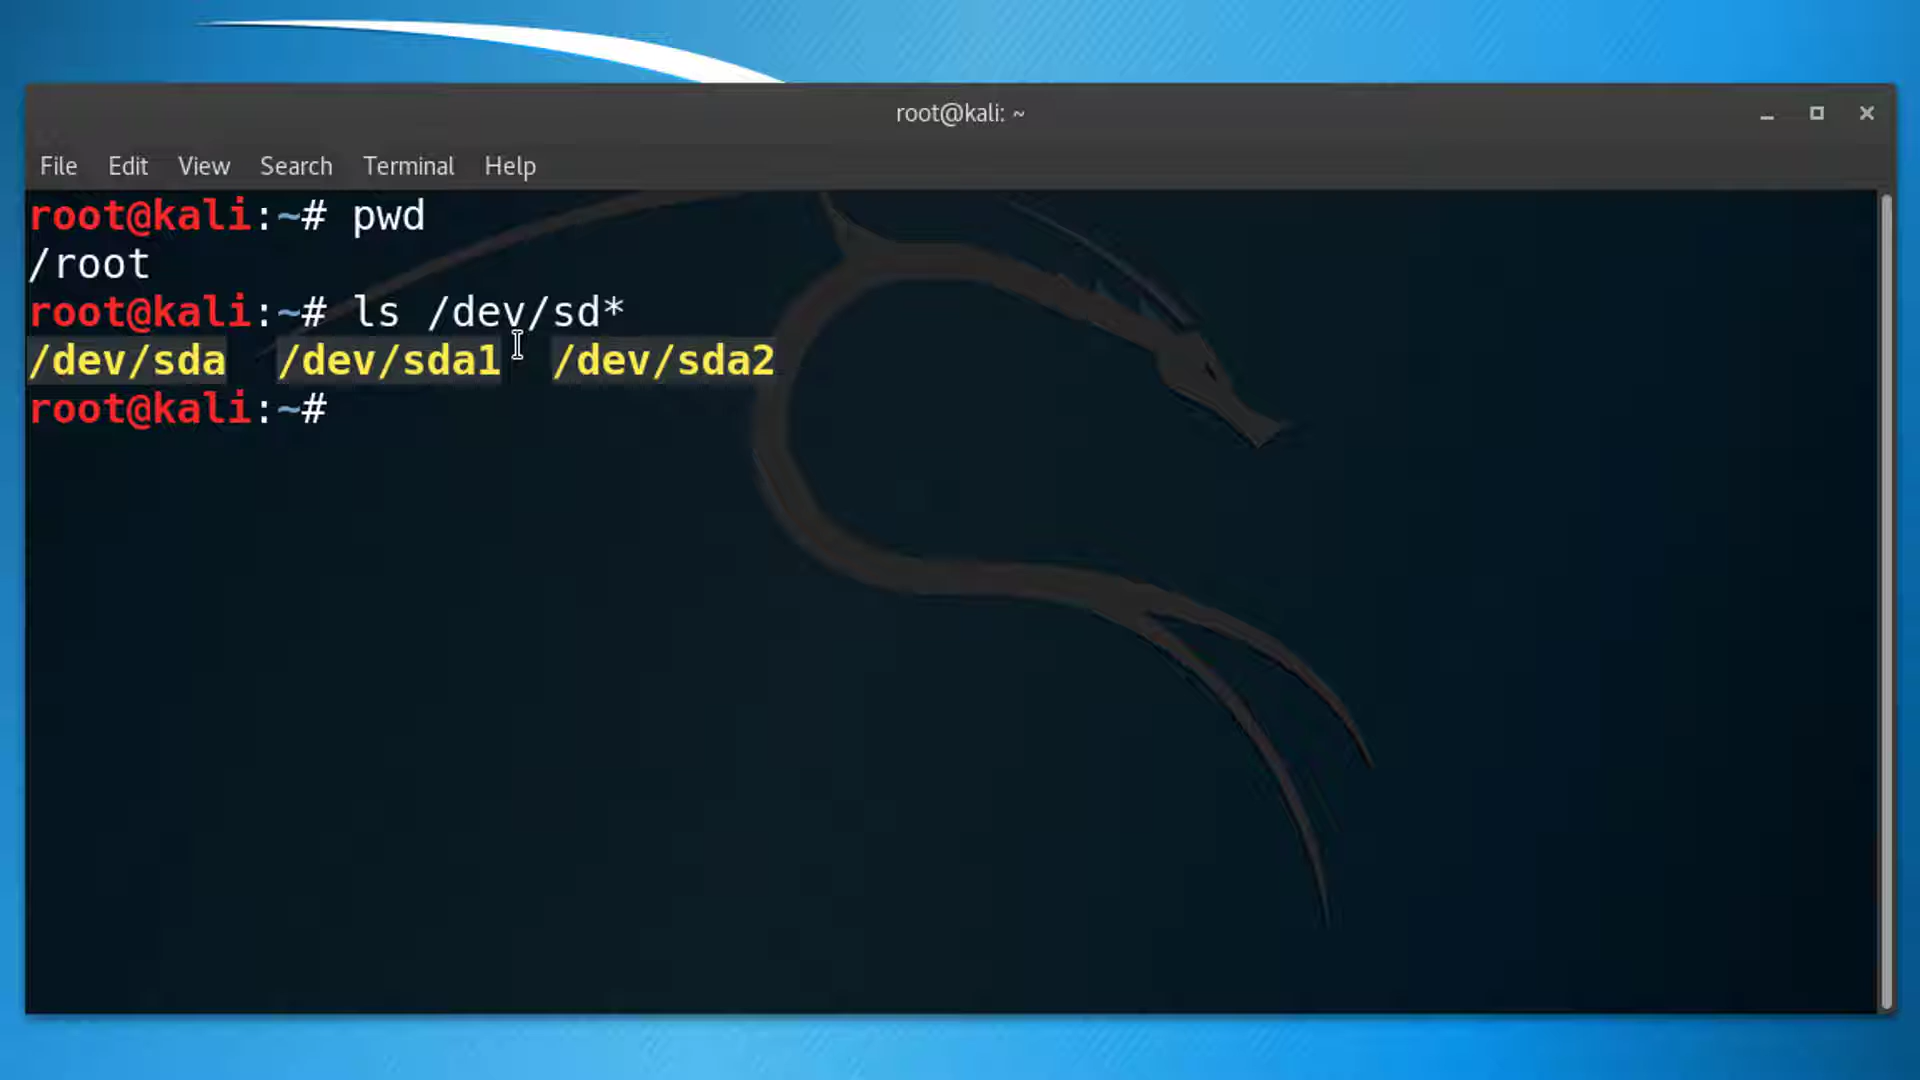 root@kali: ~
File Edit View Search Terminal Help
root@kali:~# pwd
/root
root@kali:~# ls /dev/sd*
/dev/sda  /dev/sda1  /dev/sda2
root@kali:~#